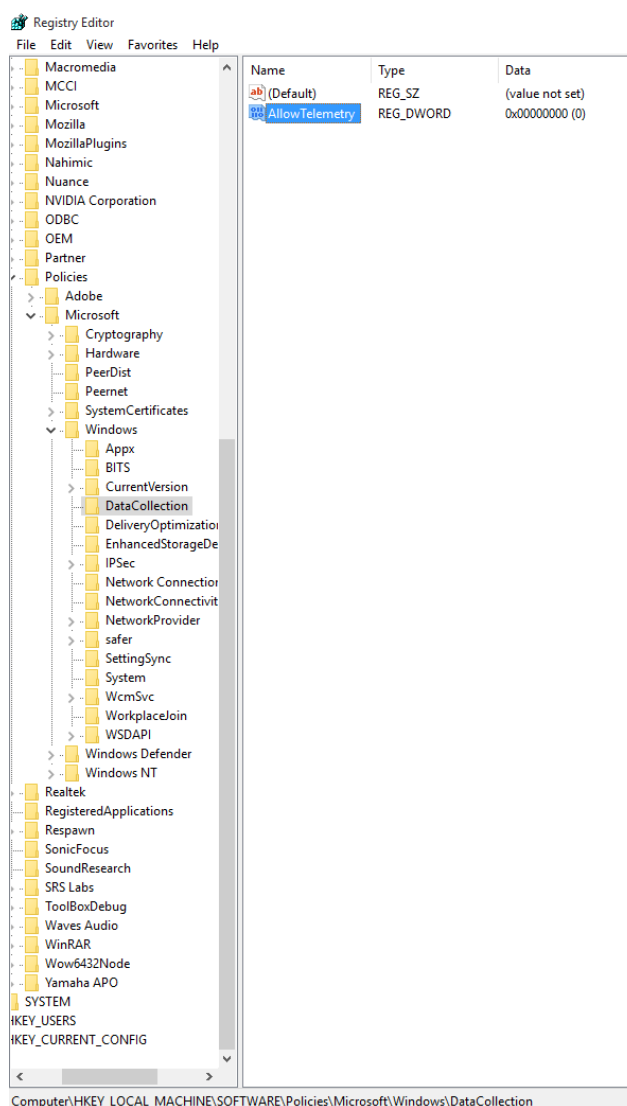 Registry Editor
File Edit View Favorites Help
Macromedia
MCCI
Microsoft
Mozilla
MozillaPlugins
Nahimic
Nuance
NVIDIA Corporation
ODBC
OEM
Partner
Policies
Adobe
Microsoft
Cryptography
Hardware
PeerDist
Peernet
SystemCertificates
Windows
Appx
BITS
CurrentVersion
DataCollection
DeliveryOptimization
EnhancedStorageDe
IPSec
Network Connection
NetworkConnectivit
NetworkProvider
safer
SettingSync
System
WcmSvc
WorkplaceJoin
WSDAPI
Windows Defender
Windows NT
Realtek
RegisteredApplications
Respawn
SonicFocus
SoundResearch
SRS Labs
ToolBoxDebug
Waves Audio
WinRAR
Wow6432Node
Yamaha APO
SYSTEM
HKEY_USERS
HKEY_CURRENT_CONFIG
Name Type Data
ab (Default) REG_SZ (value not set)
AllowTelemetry REG_DWORD 0x00000000 (0)
Computer\HKEY_LOCAL_MACHINE\SOFTWARE\Policies\Microsoft\Windows\DataCollection